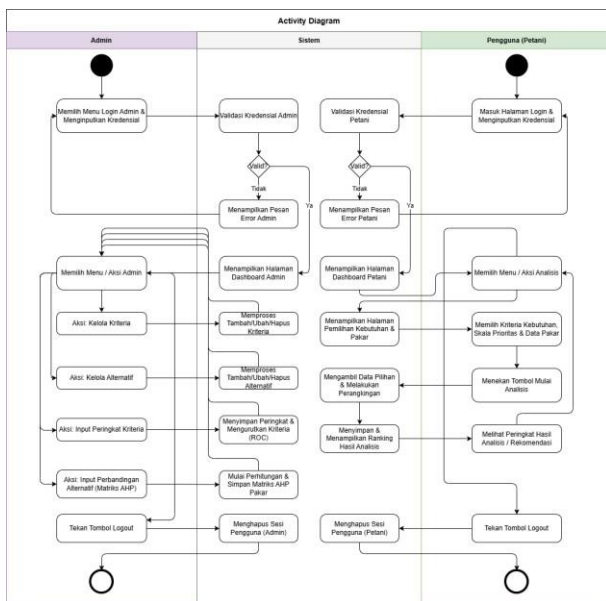 Activity Diagram
Admin
Sistem
Pengguna (Petani)
Memilih Menu Login Admin &
Menginputkan Kredensial
Validasi Kredensial Admin
Validasi Kredensial
Petani
Masuk Halaman Login &
Menginputkan Kredensial
Valid?
Valid?
Tidak
Tidak
Menampilkan Pesan
Error Admin
Ya
Menampilkan Pesan
Error Petani
Ya
Memilih Menu / Aksi Admin
Menampilkan Halaman
Dashboard Admin
Menampilkan Halaman
Dashboard Petani
Memilih Menu / Aksi Analisis
Aksi: Kelola Kriteria
Memproses
Tambah/Ubah/Hapus
Kriteria
Menampilkan Halaman
Pemilihan Kebutuhan &
Pakar
Memilih Kriteria Kebutuhan,
Skala Prioritas & Data Pakar
Aksi: Kelola Alternatif
Memproses
Tambah/Ubah/Hapus
Alternatif
Mengambil Data Pilihan
& Melakukan
Perangkingan
Menekan Tombol Mulai
Analisis
Aksi: Input Peringkat Kriteria
Menyimpan Peringkat &
Mengurutkan Kriteria
(ROC)
Menyimpan &
Menampilkan Ranking
Hasil Analisis
Melihat Peringkat Hasil
Analisis / Rekomendasi
Aksi: Input Perbandingan
Alternatif (Matriks AHP)
Mulai Perhitungan &
Simpan Matriks AHP
Pakar
Tekan Tombol Logout
Menghapus Sesi
Pengguna (Admin)
Menghapus Sesi
Pengguna (Petani)
Tekan Tombol Logout